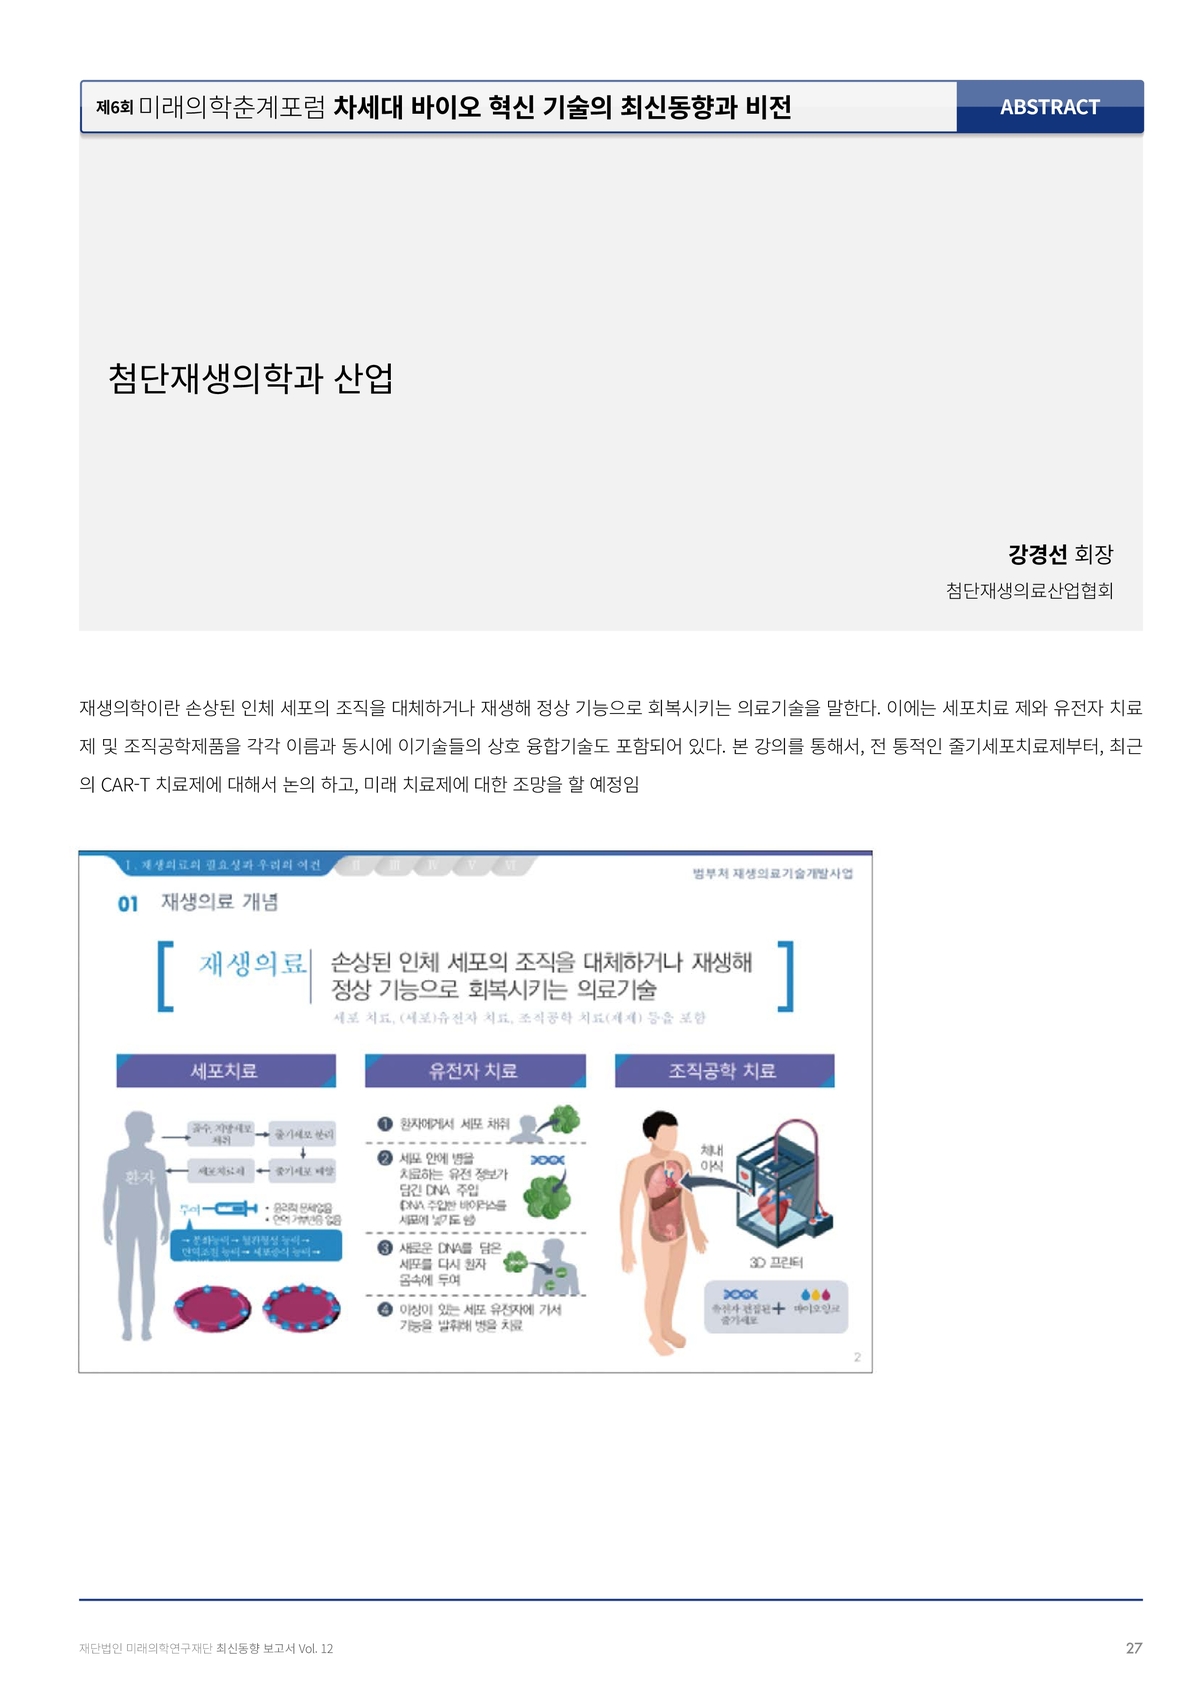 제6회 미래의학춘계포럼 차세대 바이오 혁신 기술의 최신동향과 비전
ABSTRACT
첨단재생의학과 산업
강경선 회장
첨단재생의료산업협회
재생의학이란 손상된 인체 세포의 조직을 대체하거나 재생해 정상 기능으로 회복시키는 의료기술을 말한다. 이에는 세포치료 제와 유전자 치료
제 및 조직공학제품을 각각 이름과 동시에 이기술들의 상호 융합기술도 포함되어 있다. 본 강의를 통해서, 전 통적인 줄기세포치료제부터, 최근
의 CAR-T 치료제에 대해서 논의 하고, 미래 치료제에 대한 조망을 할 예정임
Ⅰ. 재생의료의 필요성과 우리의 여건
Ⅱ Ⅲ Ⅳ Ⅴ Ⅵ
범부처 재생의료기술개발사업
01 재생의료 개념
재생의료
손상된 인체 세포의 조직을 대체하거나 재생해
정상 기능으로 회복시키는 의료기술
세포 치료, (세포)유전자 치료, 조직공학 치료(제제) 등을 포함
세포치료
골수, 지방세포
채취
줄기세포 분리
세포치료제
줄기세포 배양
환자
투여
• 윤리적 문제없음
• 면역 거부반응 없음
→ 분화능력 → 혈관형성 능력 →
면역조절 능력 → 세포증식 능력 →
유전자 치료
1 환자에게서 세포 채취
2 세포 안에 병을
치료하는 유전 정보가
담긴 DNA 주입
(DNA 주입한 바이러스를
세포에 넣기도 함)
3 새로운 DNA를 담은
세포를 다시 환자
몸속에 투여
4 이상이 있는 세포 유전자에 가서
기능을 발휘해 병을 치료
조직공학 치료
체내
이식
3D 프린터
유전자 편집된
줄기세포
+
바이오잉크
2
재단법인 미래의학연구재단 최신동향 보고서 Vol. 12
27